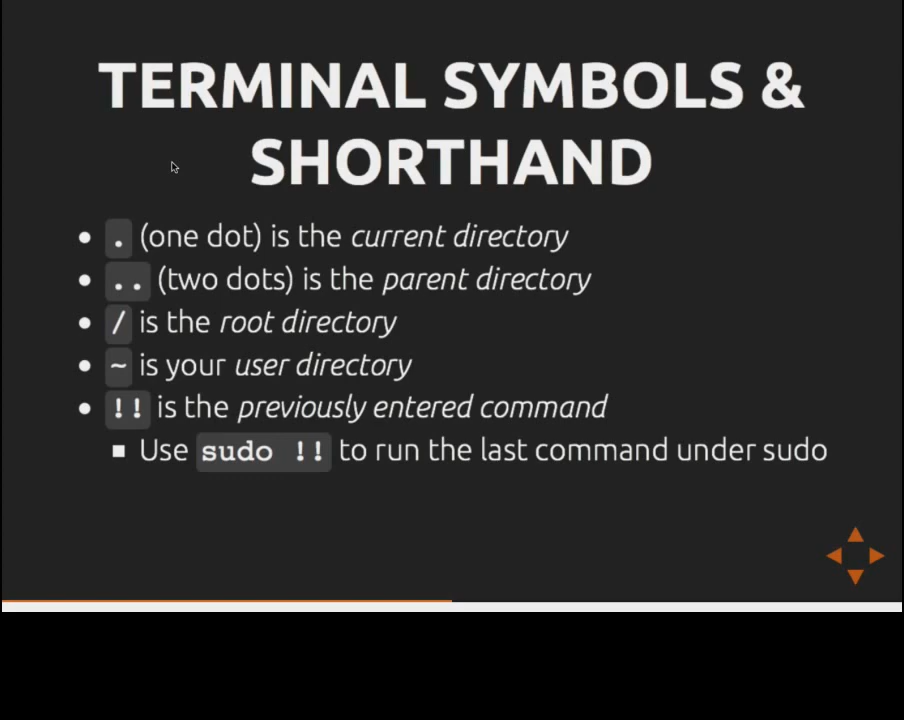 TERMINAL SYMBOLS &
SHORTHAND
• . (one dot) is the current directory
• .. (two dots) is the parent directory
• / is the root directory
• ~ is your user directory
• !! is the previously entered command
▪ Use sudo !! to run the last command under sudo